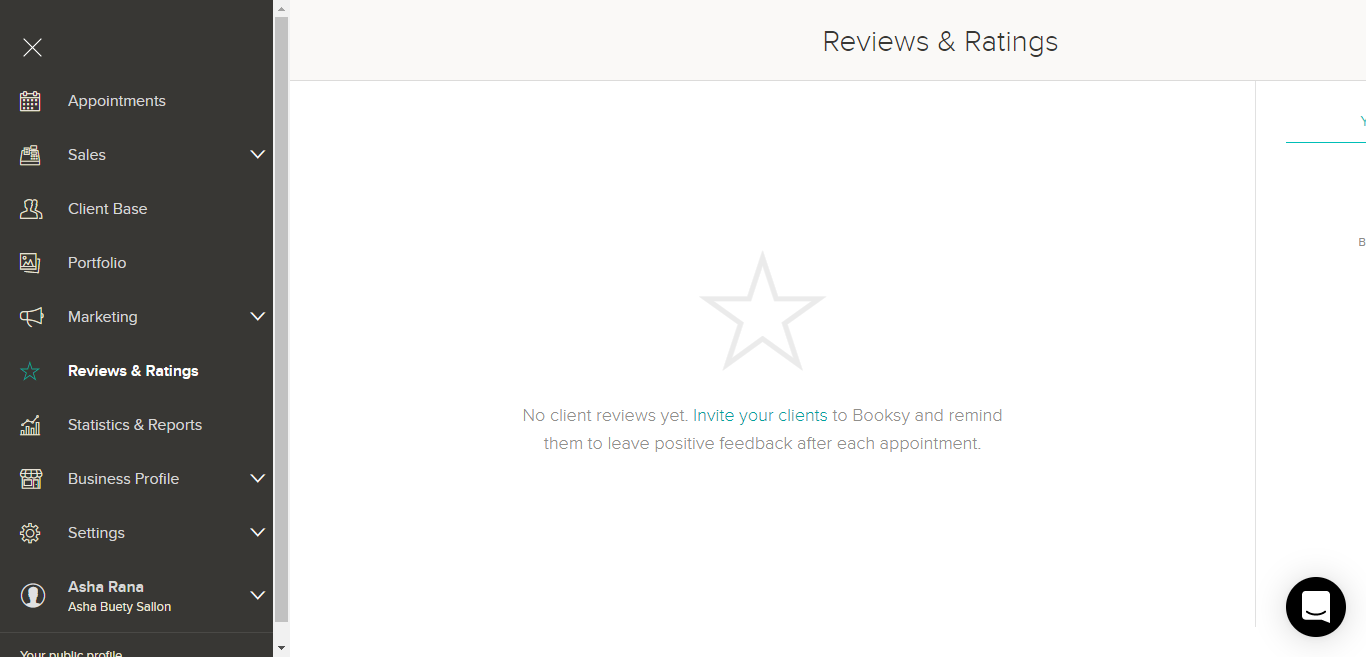 Appointments
Sales
Client Base
Portfolio
Marketing
Reviews & Ratings
Statistics & Reports
Business Profile
Settings
Asha Rana
Asha Buety Sallon
Your public profile
Reviews & Ratings
No client reviews yet. Invite your clients to Booksy and remind
them to leave positive feedback after each appointment.
Y
B